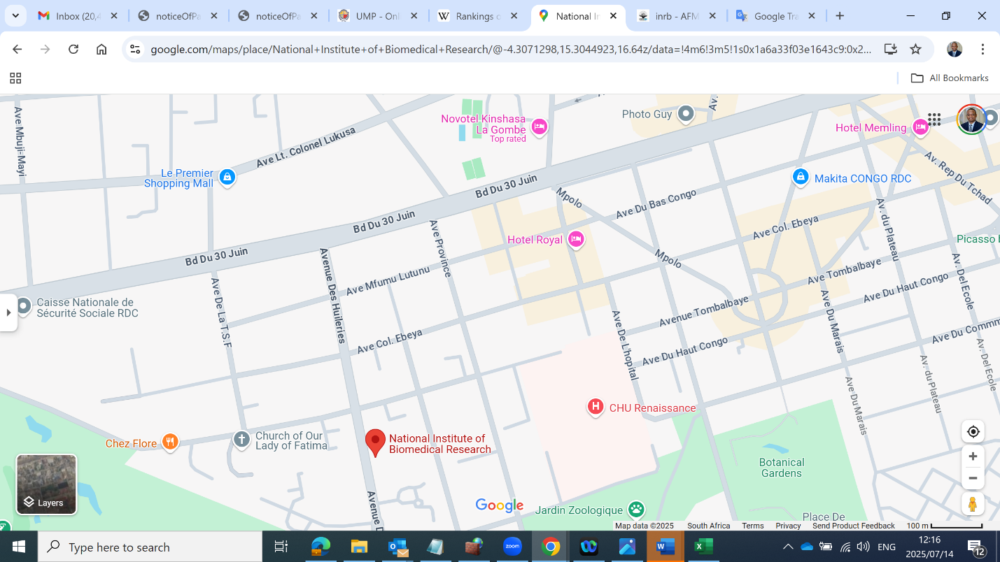 Inbox (20,4
noticeOfPa
noticeOfPa
UMP - Onl
Rankings o
National In
inrb - AFM
Google Tra
google.com/maps/place/National+Institute+of+Biomedical+Research/@-4.3071298,15.3044923,16.64z/data=!4m6!3m5!1s0x1a6a33f03e1643c9:0x2...
All Bookmarks
Ave Mbuji-Mayi
Ave Lt. Colonel Lukusa
Novotel Kinshasa
La Gombe
Top rated
Photo Guy
Av.
Hotel Memling
Le Premier
Shopping Mall
Bd Du 30 Juin
Makita CONGO RDC
Av. Rep Du Tchad
Mpolo
Ave Du Bas Congo
Bd Du 30 Juin
Ave Province
Ave Col. Ebeya
Av. du Plateau
Hotel Royal
Picasso b
Bd Du 30 Juin
Avenue Des Huileries
Ave Mfumu Lutunu
Mpolo
Ave Tombalbaye
Av. Del Ecole
Ave De La T.S.F
Caisse Nationale de
Sécurité Sociale RDC
Avenue Tombalbaye
Ave Du Haut Congo
Ave Du Marais
Ave Col. Ebeya
Ave De L'hopital
Ave Du Haut Congo
Ave Du Comm
Av. Del Ecole
Av. du Plateau
Ave Du Marais
CHU Renaissance
Chez Flore
Church of Our
Lady of Fatima
National Institute of
Biomedical Research
Botanical
Gardens
Layers
Avenue D
Google
Jardin Zoologique
Place De
Map data ©2025
South Africa
Terms
Privacy
Send Product Feedback
100 m
Type here to search
zoom
ENG
12:16
2025/07/14
12